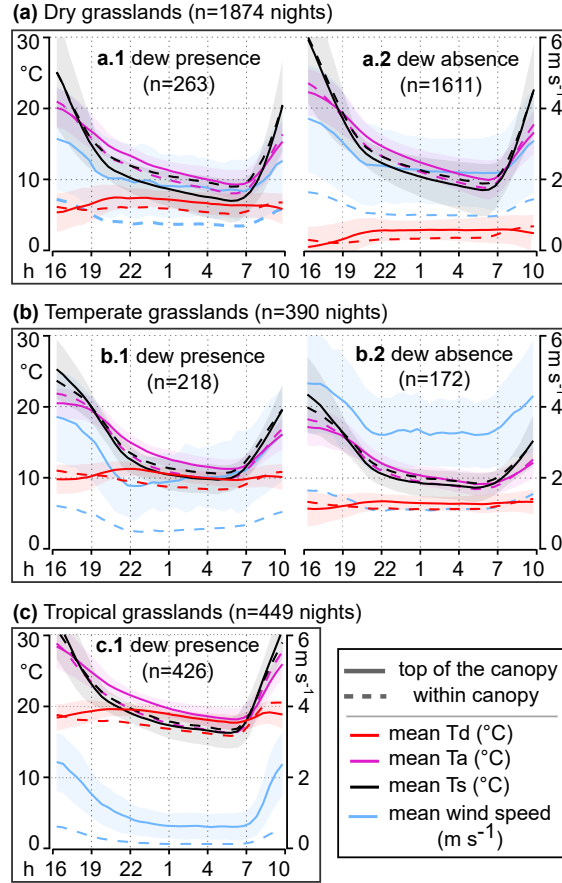 (a) Dry grasslands (n=1874 nights)
30
°C
20
10
0
a.1 dew presence
(n=263)
a.2 dew absence
(n=1611)
6
m s⁻¹
4
2
0
h 16 19 22 1 4 7 10
16 19 22 1 4 7 10
(b) Temperate grasslands (n=390 nights)
30
°C
20
10
0
b.1 dew presence
(n=218)
b.2 dew absence
(n=172)
6
m s⁻¹
4
2
0
h 16 19 22 1 4 7 10
16 19 22 1 4 7 10
(c) Tropical grasslands (n=449 nights)
30
°C
20
10
0
c.1 dew presence
(n=426)
6
m s⁻¹
4
2
0
h 16 19 22 1 4 7 10
top of the canopy
within canopy
mean Td (°C)
mean Ta (°C)
mean Ts (°C)
mean wind speed
(m s⁻¹)